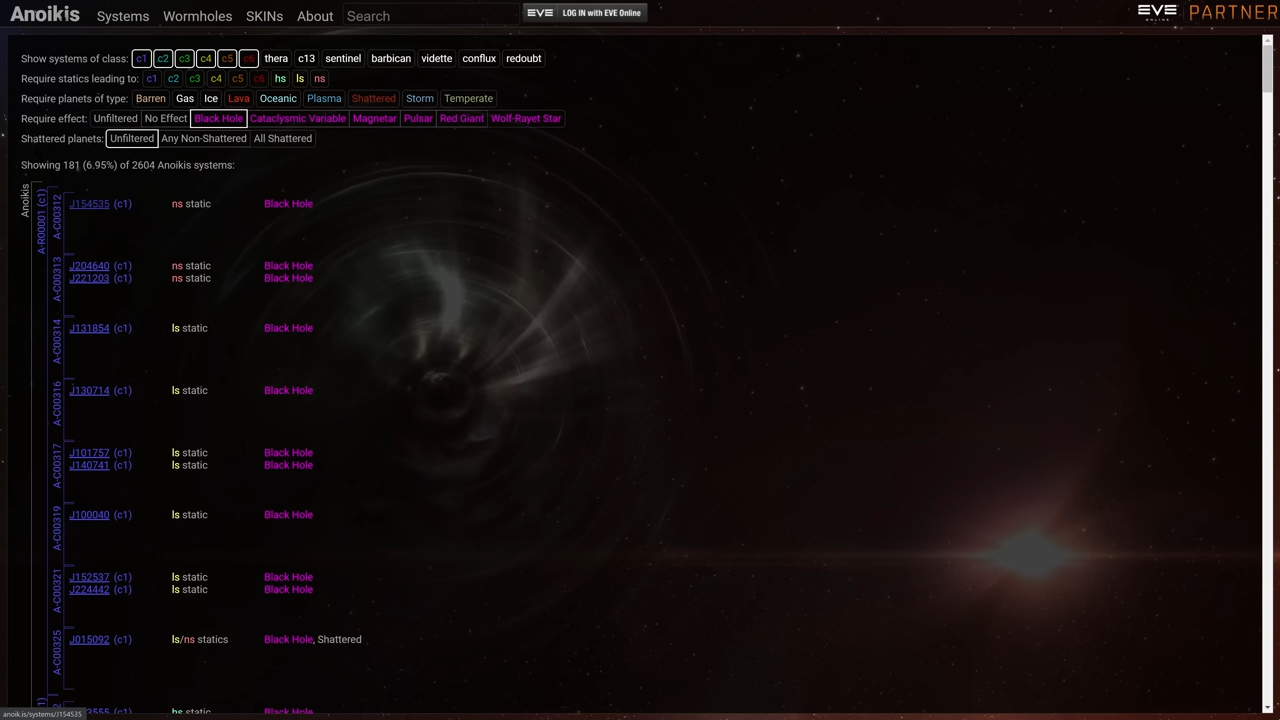 Anoikis Systems Wormholes SKINs About Search EVE LOG IN with EVE Online EVE ONLINE PARTNER
Show systems of class: c1 c2 c3 c4 c5 c6 thera c13 sentinel barbican vidette conflux redoubt
Require statics leading to: c1 c2 c3 c4 c5 c6 hs ls ns
Require planets of type: Barren Gas Ice Lava Oceanic Plasma Shattered Storm Temperate
Require effect: Unfiltered No Effect Black Hole Cataclysmic Variable Magnetar Pulsar Red Giant Wolf-Rayet Star
Shattered planets: Unfiltered Any Non-Shattered All Shattered
Showing 181 (6.95%) of 2604 Anoikis systems:
Anoikis
A-R00001 (c1)
A-C00312
J154535 (c1) ns static Black Hole
A-C00313
J204640 (c1) ns static Black Hole
J221203 (c1) ns static Black Hole
A-C00314
J131854 (c1) ls static Black Hole
A-C00316
J130714 (c1) ls static Black Hole
A-C00317
J101757 (c1) ls static Black Hole
J140741 (c1) ls static Black Hole
A-C00319
J100040 (c1) ls static Black Hole
A-C00321
J152537 (c1) ls static Black Hole
J224442 (c1) ls static Black Hole
A-C00325
J015092 (c1) ls/ns statics Black Hole, Shattered
(c1) hs static Black Hole
anoik.is/systems/J154535